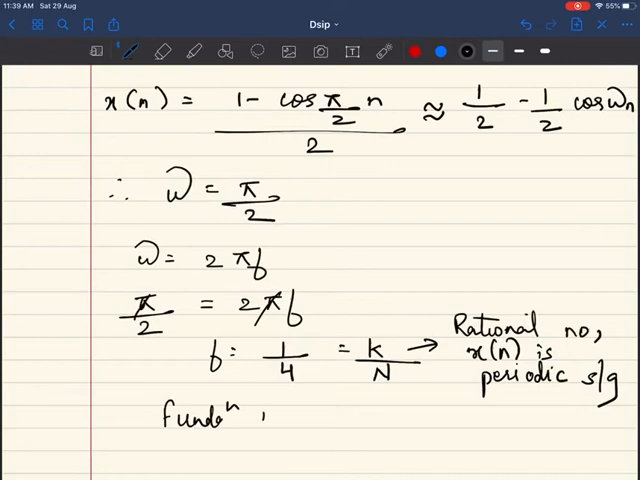 11:39 AM Sat 29 Aug
55%
Dsip
x(n) = 1 - cos π/2 n / 2 ≈ 1/2 - 1/2 cos ωn
∴ ω = π/2
ω = 2πf
π/2 = 2πf
f = 1/4 = k/N → Rational no,
x(n) is
periodic s/g
Fundaⁿ